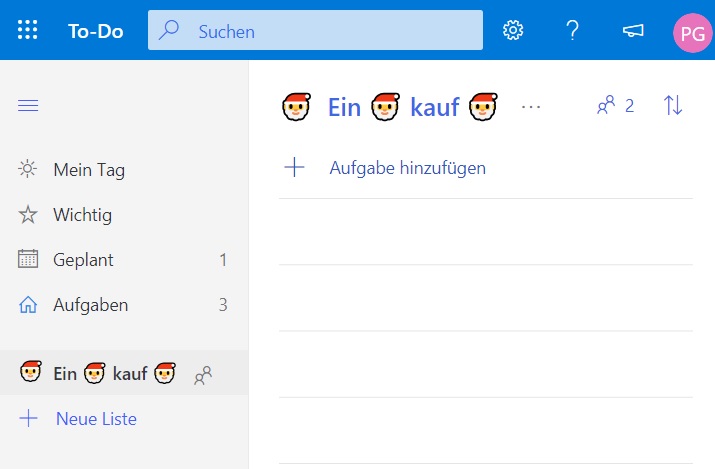 To-Do
Suchen
PG
Mein Tag
Wichtig
Geplant 1
Aufgaben 3
🎅 Ein 🎅 kauf 🎅
Neue Liste
🎅 Ein 🎅 kauf 🎅 ... 2
Aufgabe hinzufügen